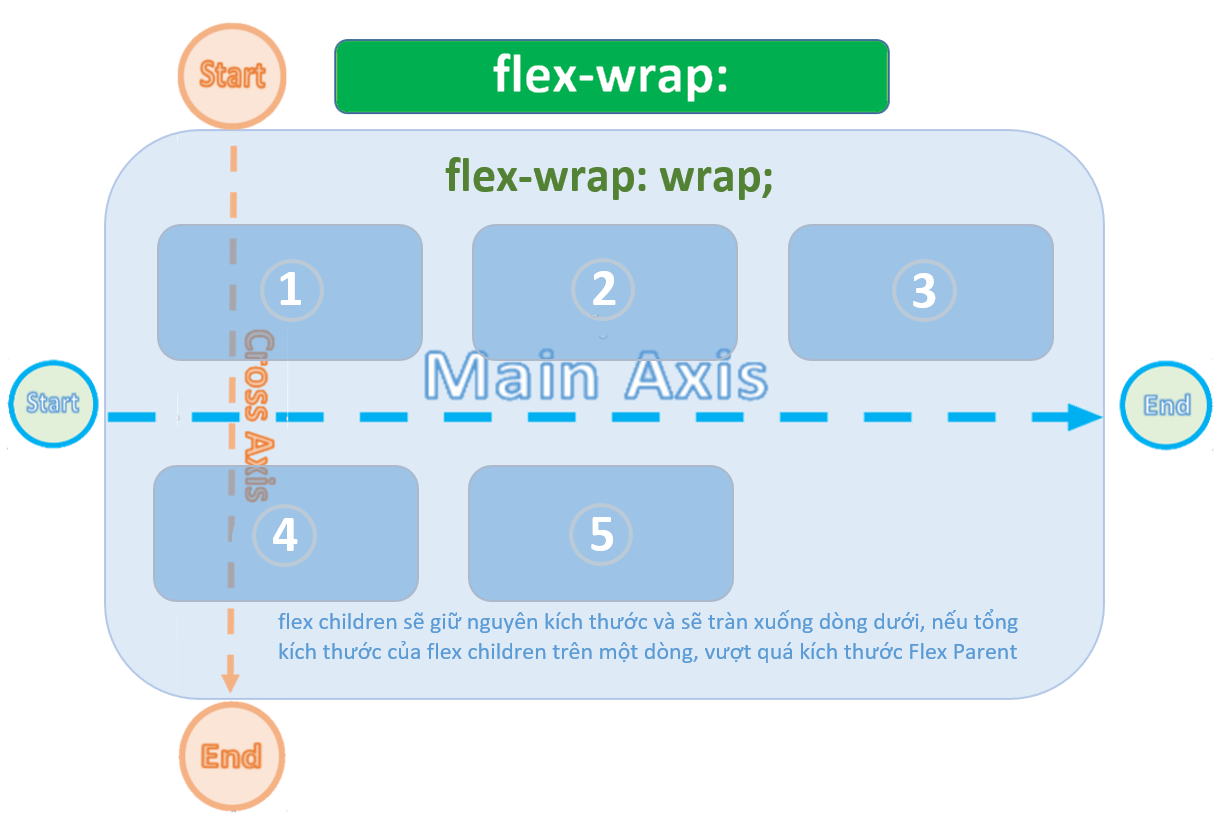 Start
flex-wrap:
flex-wrap: wrap;
1
2
3
Cross Axis
Main Axis
Start
End
4
5
flex children sẽ giữ nguyên kích thước và sẽ tràn xuống dòng dưới, nếu tổng
kích thước của flex children trên một dòng, vượt quá kích thước Flex Parent
End